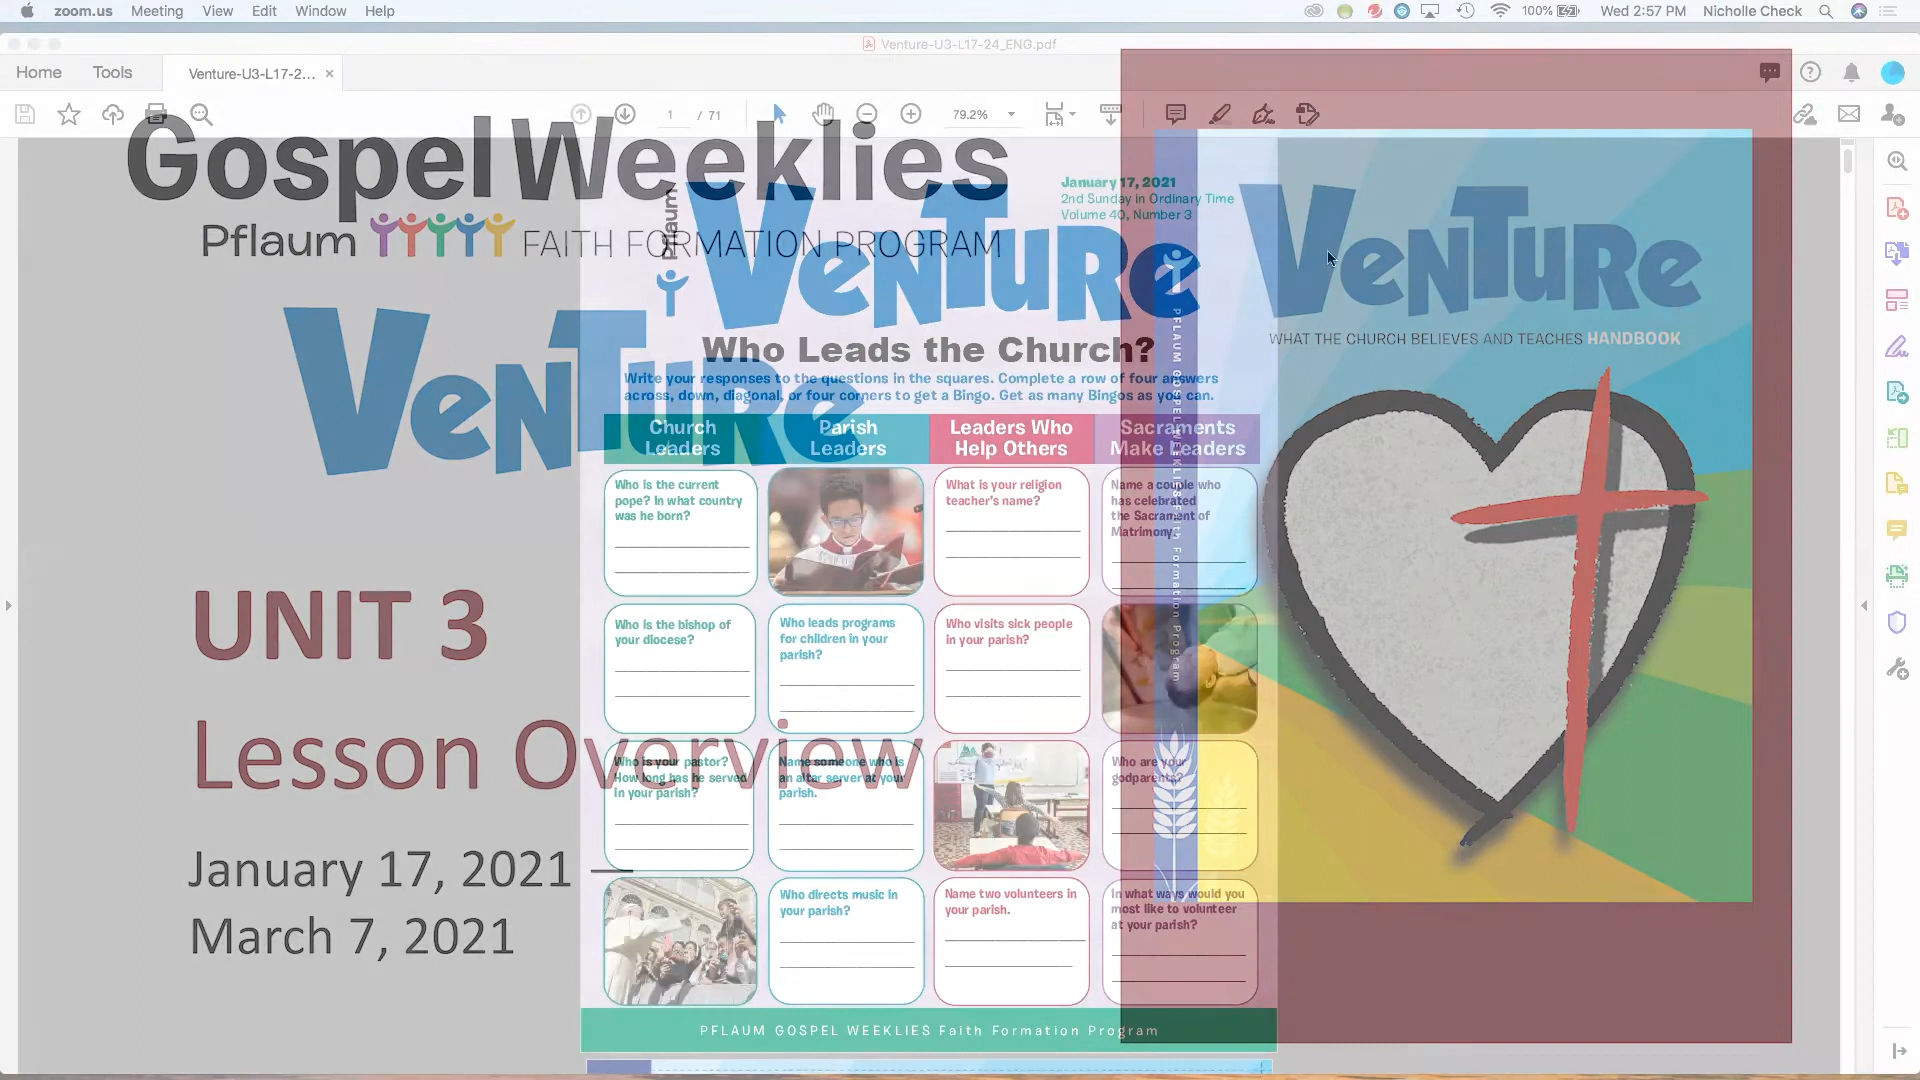 zoom.us Meeting View Edit Window Help
100% Wed 2:57 PM Nicholle Check
Venture-U3-L17-24_ENG.pdf
Home Tools Venture-U3-L17-2... ×
1 / 71
79.2%
Gospel Weeklies
Pflaum FAITH FORMATION PROGRAM
VENTURE
UNIT 3
Lesson Overview
January 17, 2021 —
March 7, 2021
January 17, 2021
2nd Sunday in Ordinary Time
Volume 40, Number 3
Pflaum
VENTURE
Who Leads the Church?
Write your responses to the questions in the squares. Complete a row of four answers
across, down, diagonal, or four corners to get a Bingo. Get as many Bingos as you can.
Church
Leaders
Parish
Leaders
Leaders Who
Help Others
Sacraments
Make Leaders
Who is the current
pope? In what country
was he born?
What is your religion
teacher's name?
Name a couple who
has celebrated
the Sacrament of
Matrimony.
Who is the bishop of
your diocese?
Who leads programs
for children in your
parish?
Who visits sick people
in your parish?
Who is your pastor?
How long has he served
in your parish?
Name someone who is
an altar server at your
parish.
Who are your
godparents?
Who directs music in
your parish?
Name two volunteers in
your parish.
In what ways would you
most like to volunteer
at your parish?
PFLAUM GOSPEL WEEKLIES Faith Formation Program
PFLAUM GOSPEL WEEKLIES Faith Formation Program
VENTURE
WHAT THE CHURCH BELIEVES AND TEACHES HANDBOOK